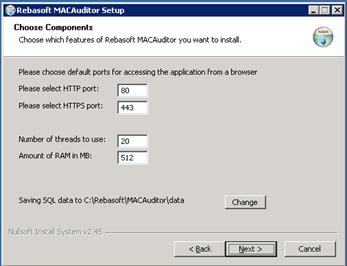 Rebasoft MACAuditor Setup
Choose Components
Choose which features of Rebasoft MACAuditor you want to install.
Please choose default ports for accessing the application from a browser
Please select HTTP port: 80
Please select HTTPS port: 443
Number of threads to use: 20
Amount of RAM in MB: 512
Saving SQL data to C:\Rebasoft\MACAuditor\data Change
Nullsoft Install System v2.45
< Back Next > Cancel